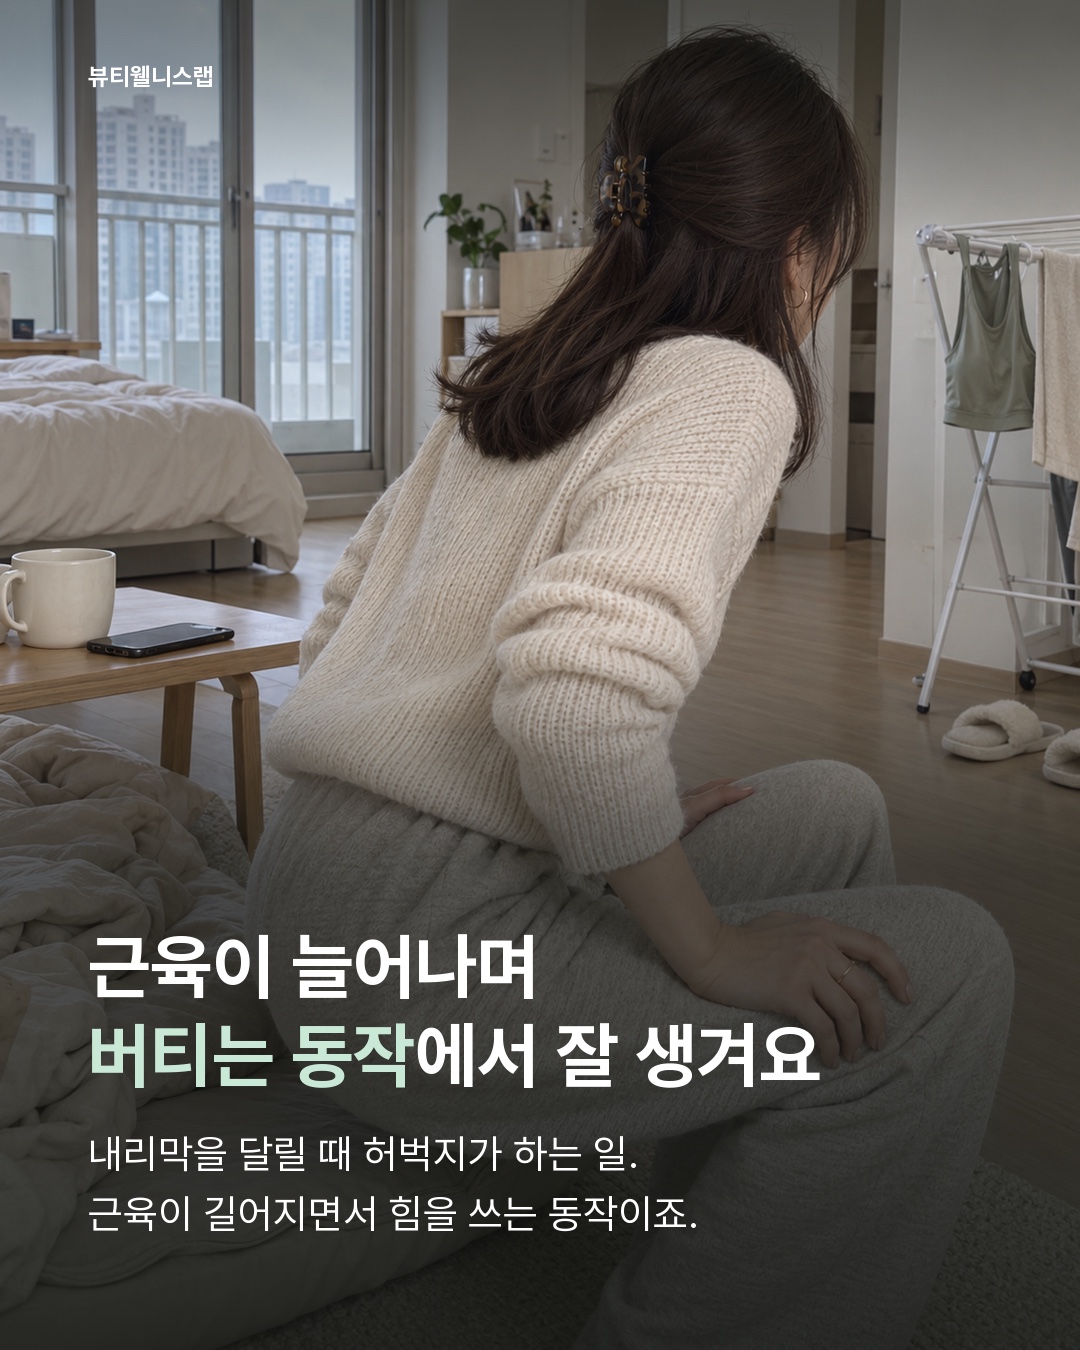 뷰티웰니스랩
근육이 늘어나며
버티는 동작에서 잘 생겨요
내리막을 달릴 때 허벅지가 하는 일.
근육이 길어지면서 힘을 쓰는 동작이죠.